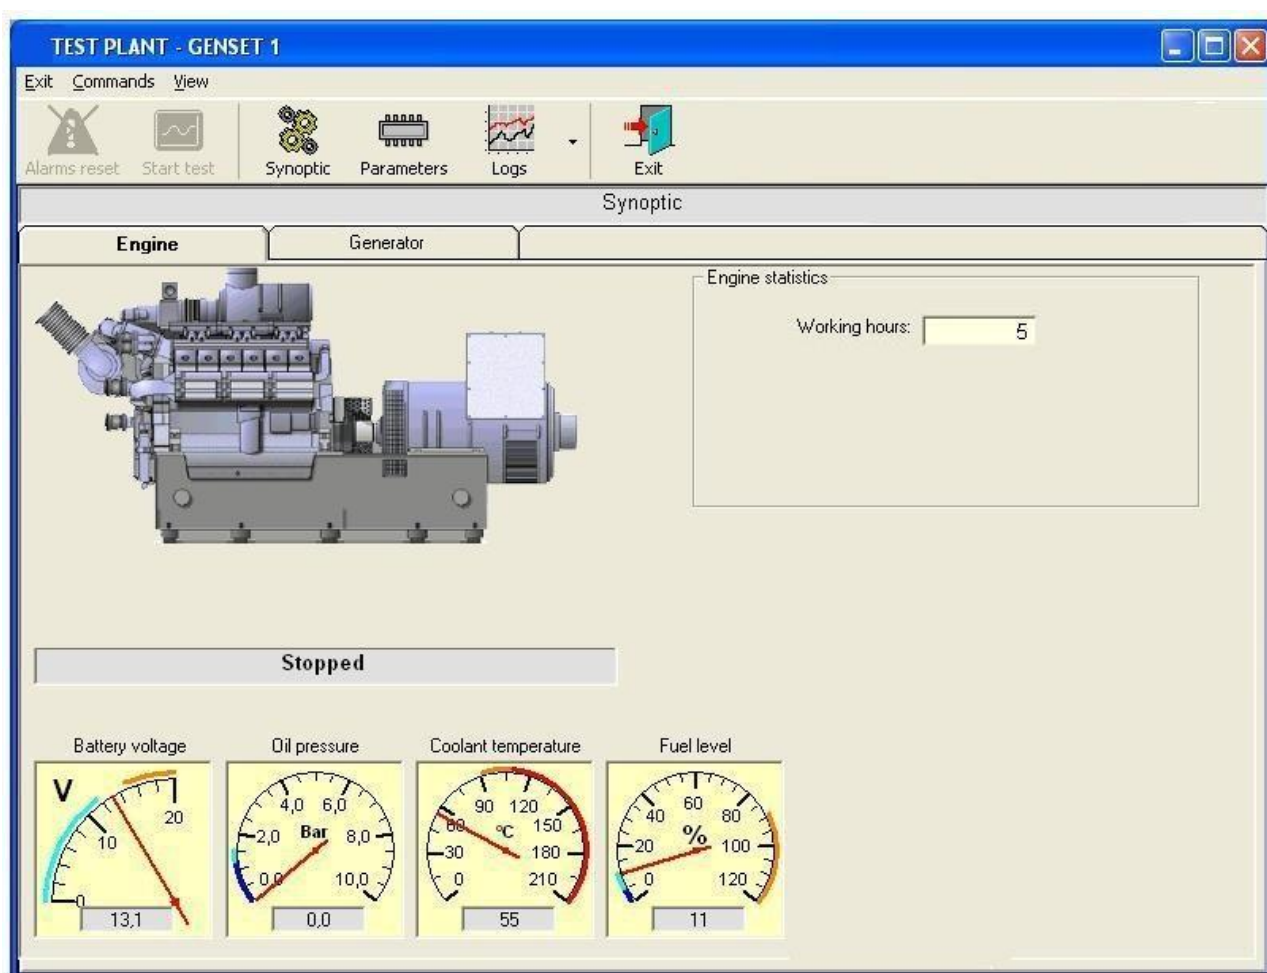 TEST PLANT - GENSET 1
Exit Commands View
Alarms reset Start test Synoptic Parameters Logs Exit
Synoptic
Engine Generator
Engine statistics
Working hours: 5
Stopped
Battery voltage Oil pressure Coolant temperature Fuel level
V
0
10
20
13,1
0,0
2,0
4,0 6,0
8,0
10,0
Bar
0,0
0
30
60
90 120
150
180
210
°C
55
0
20
40
60
80
100
120
%
11